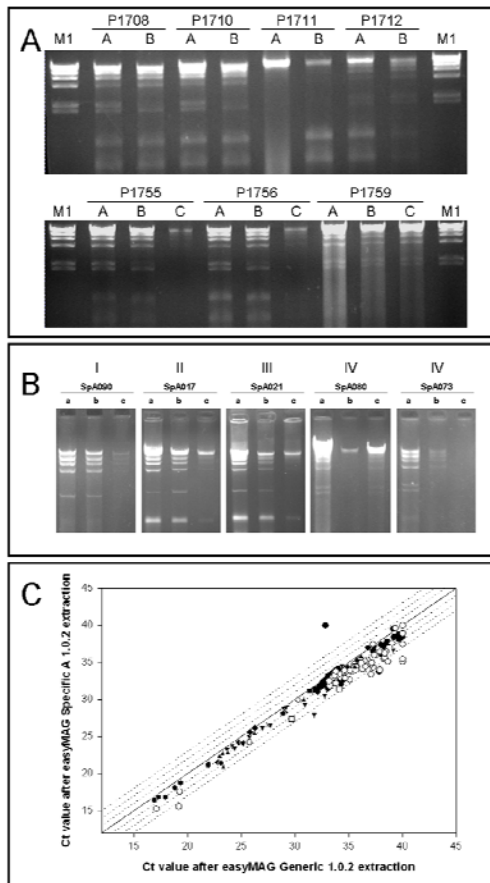 A
P1708 P1710 P1711 P1712
M1 A B A B A B A B M1
P1755 P1756 P1759
M1 A B C A B C A B C M1
B
I II III IV IV
SpA090 SpA017 SpA021 SpA080 SpA073
a b c a b c a b c a b c a b c
C
Ct value after easyMAG Specific A 1.0.2 extraction
45
40
35
30
25
20
15
15 20 25 30 35 40 45
Ct value after easyMAG Generic 1.0.2 extraction